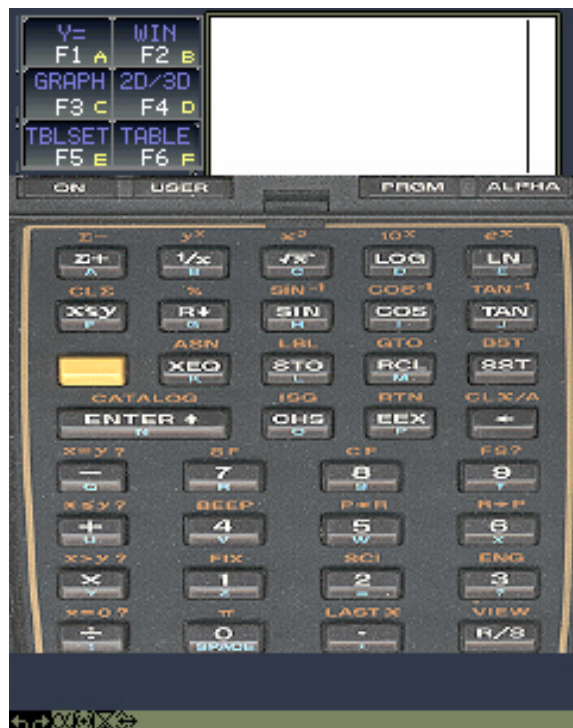 Y= WIN
F1 A F2 B
GRAPH 2D/3D
F3 C F4 D
TBLSET TABLE
F5 E F6 F
ON USER PRGM ALPHA
Σ− yˣ x² 10ˣ eˣ
Σ+ 1/x √x LOG LN
A B C D E
CLΣ % SIN⁻¹ COS⁻¹ TAN⁻¹
x≷y R↓ SIN COS TAN
F G H I J
ASN LBL GTO BST
XEQ STO RCL SST
K L M
CATALOG ISG RTN CLX/A
ENTER ↑ CHS EEX ←
N O P
x=y? SF CF FS?
− 7 8 9
Q R S T
x≤y? BEEP P→R R→P
+ 4 5 6
U V W X
x>y? FIX SCI ENG
× 1 2 3
Y Z = ?
x=0? π LAST X VIEW
÷ 0 . R/S
: SPACE ,